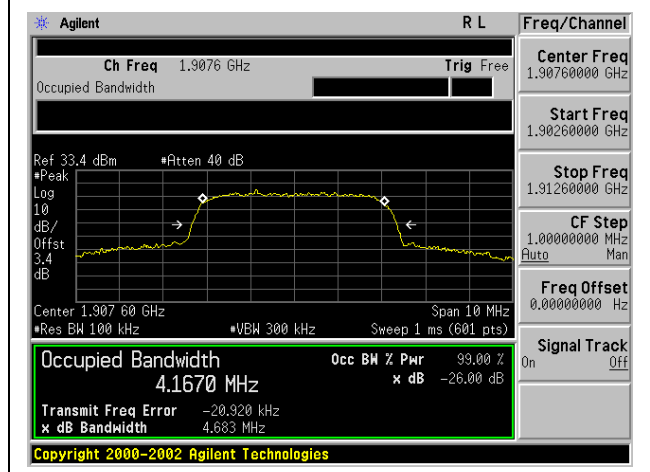 Agilent R L Freq/Channel
Ch Freq 1.9076 GHz Trig Free
Occupied Bandwidth
Center Freq
1.90760000 GHz
Start Freq
1.90260000 GHz
Stop Freq
1.91260000 GHz
CF Step
1.00000000 MHz
Auto Man
Freq Offset
0.00000000 Hz
Signal Track
On Off
Ref 33.4 dBm #Atten 40 dB
#Peak
Log
10
dB/
Offst
3.4
dB
Center 1.907 60 GHz Span 10 MHz
#Res BW 100 kHz #VBW 300 kHz Sweep 1 ms (601 pts)
Occupied Bandwidth Occ BW % Pwr 99.00 %
4.1670 MHz x dB -26.00 dB
Transmit Freq Error -20.920 kHz
x dB Bandwidth 4.683 MHz
Copyright 2000-2002 Agilent Technologies